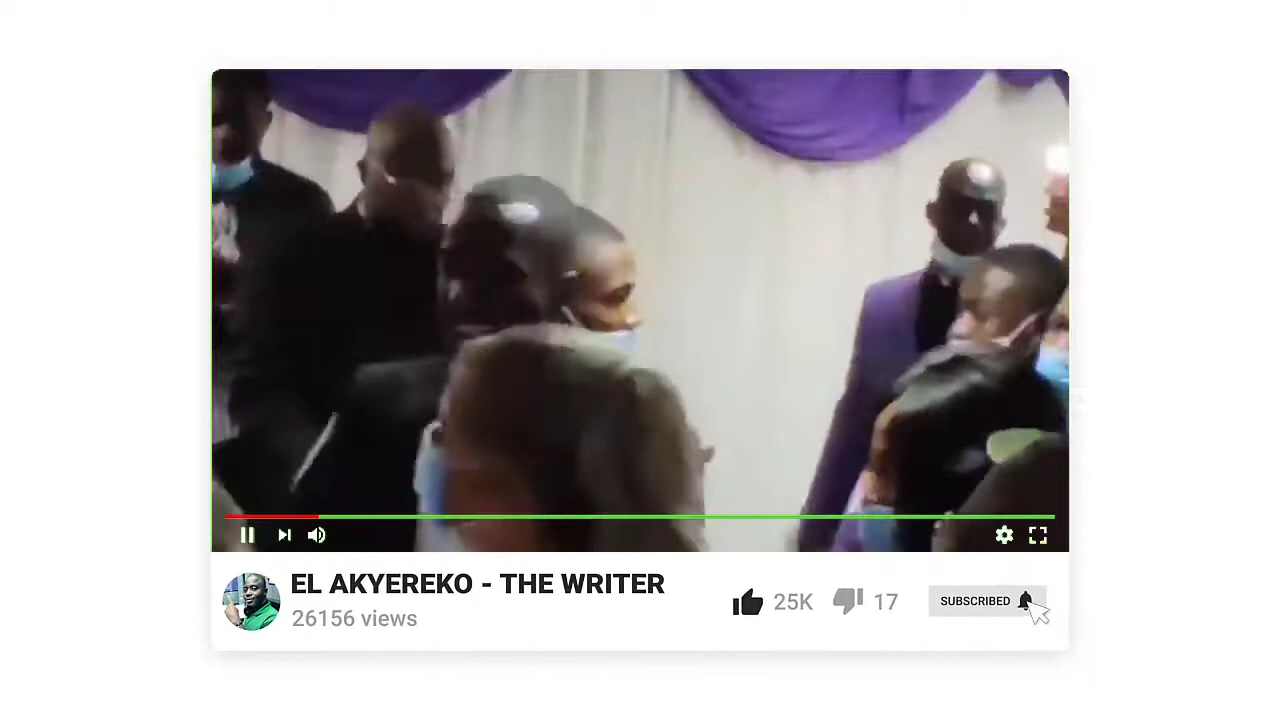 EL AKYEREKO - THE WRITER
26156 views
25K
17
SUBSCRIBED